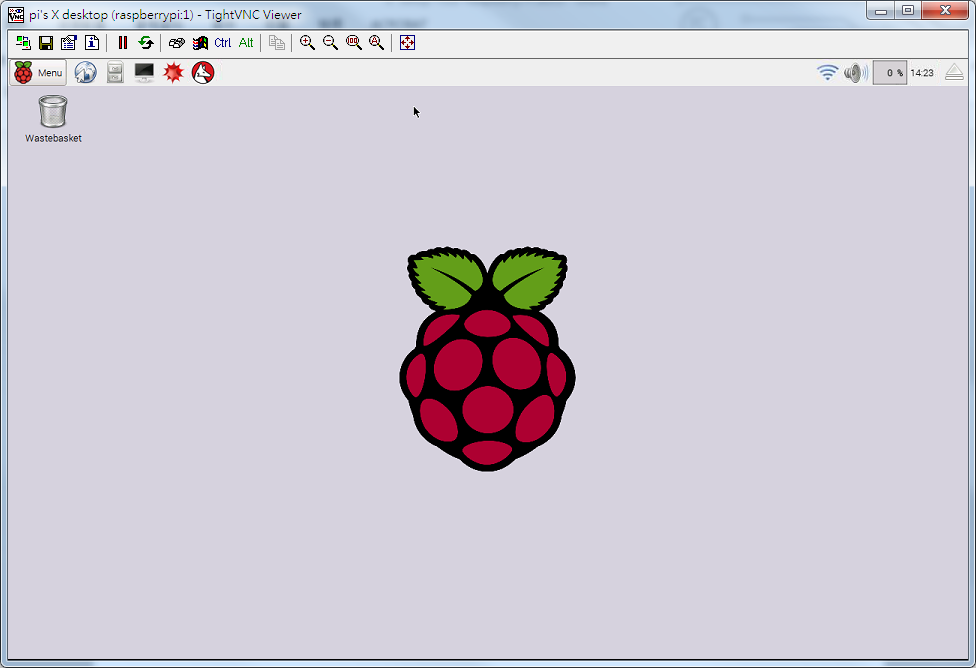 pi's X desktop (raspberrypi:1) - TightVNC Viewer
Ctrl Alt
Menu
0 %
14:23
Wastebasket